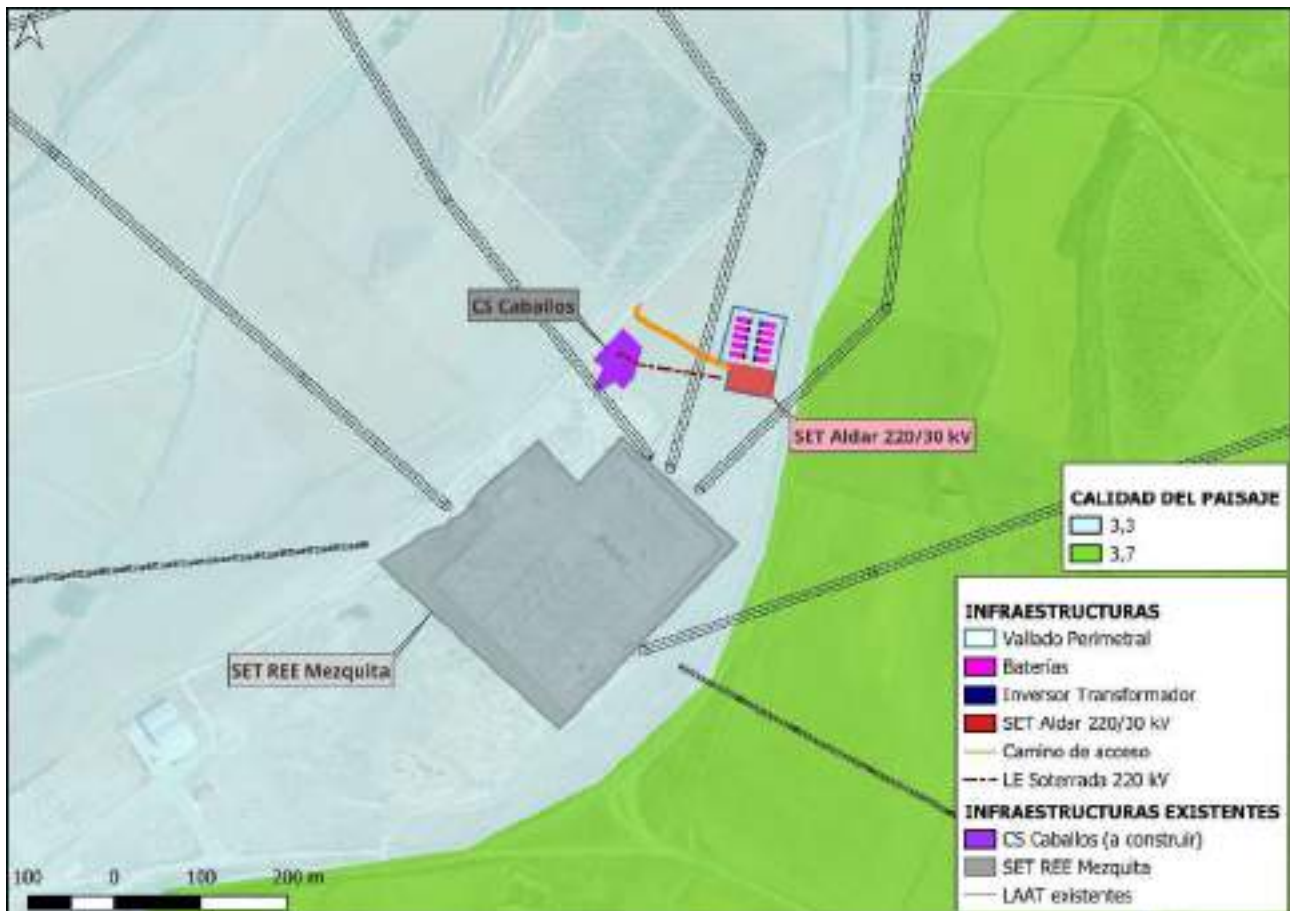 CS Caballos
SET Aldar 220/30 kV
SET REE Mezquita
CALIDAD DEL PAISAJE
3,3
3,7
INFRAESTRUCTURAS
Vallado Perimetral
Baterías
Inversor Transformador
SET Aldar 220/30 kV
Camino de acceso
LE Soterrada 220 kV
INFRAESTRUCTURAS EXISTENTES
CS Caballos (a construir)
SET REE Mezquita
LAAT existentes
100 0 100 200 m